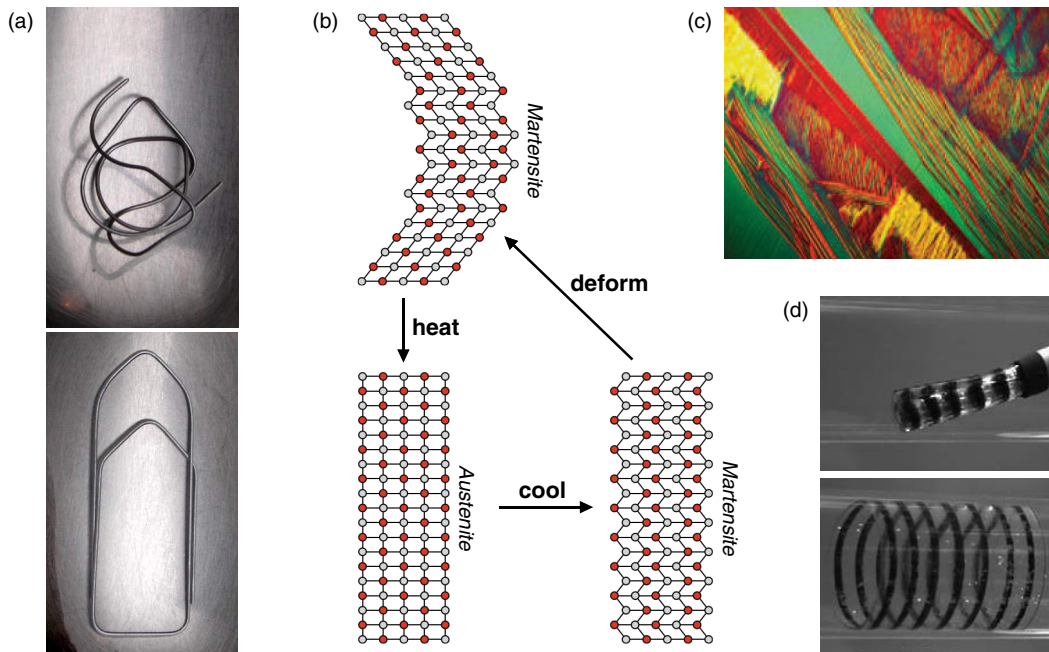 (a)
(b)
(c)
Martensite
deform
(d)
heat
Austenite
cool
Martensite